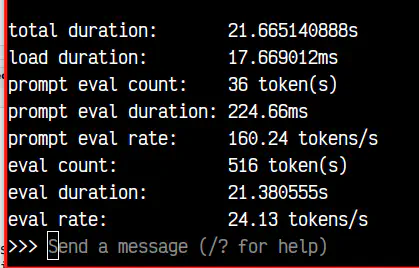 total duration: 21.665140888s
load duration: 17.669012ms
prompt eval count: 36 token(s)
prompt eval duration: 224.66ms
prompt eval rate: 160.24 tokens/s
eval count: 516 token(s)
eval duration: 21.380555s
eval rate: 24.13 tokens/s
>>> Send a message (/? for help)